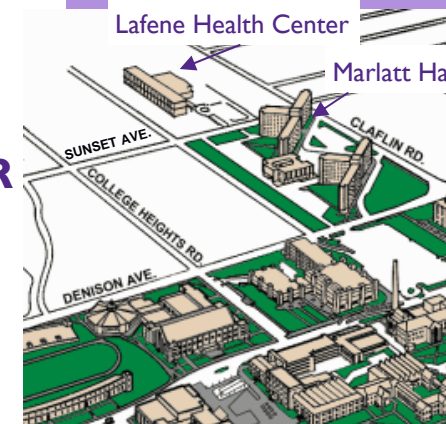 Lafene Health Center
Marlatt Ha
CLAFLIN RD.
SUNSET AVE.
R
COLLEGE HEIGHTS RD.
DENISON AVE.